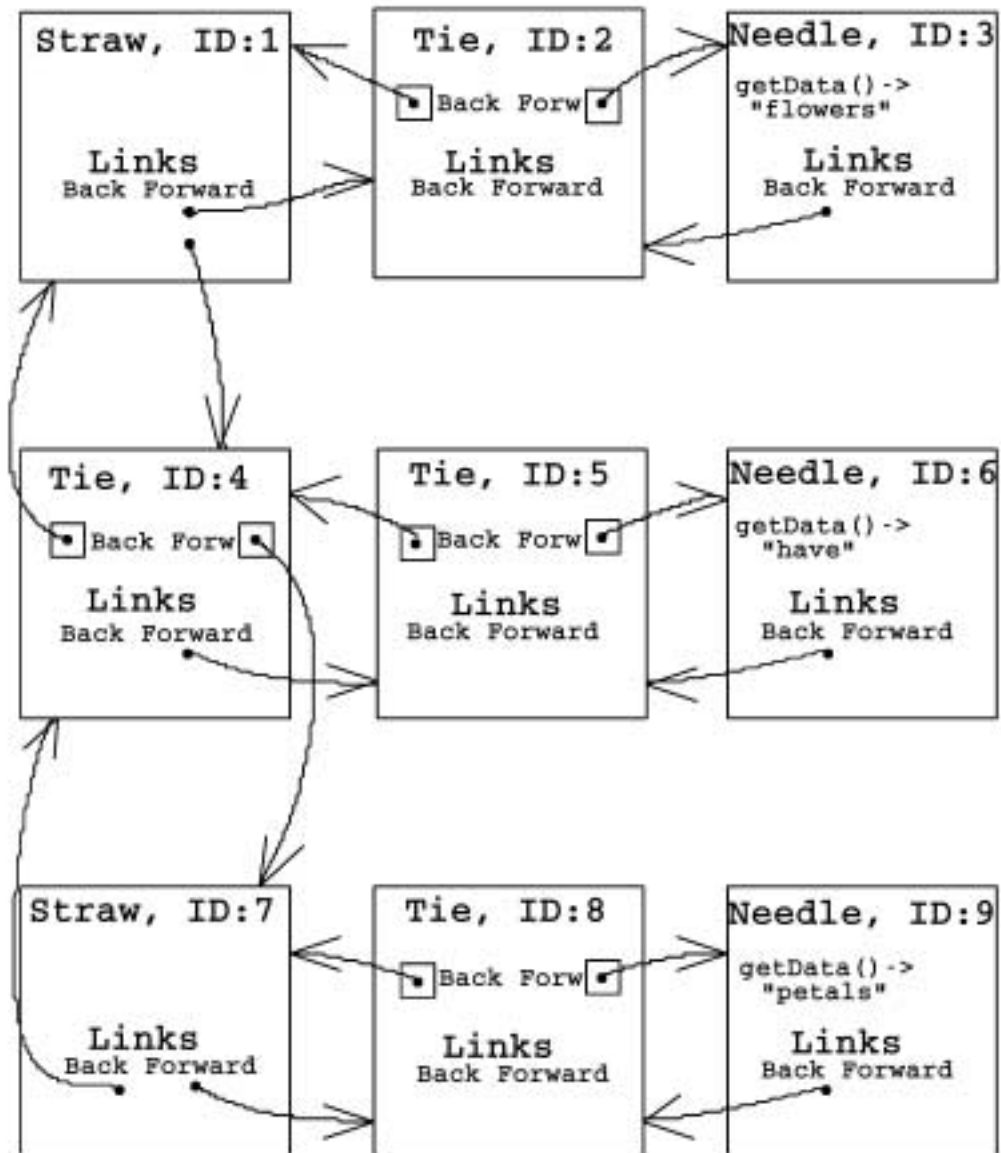 Straw, ID:1
Links
Back Forward
Tie, ID:2
Back Forw
Links
Back Forward
Needle, ID:3
getData()->
"flowers"
Links
Back Forward
Tie, ID:4
Back Forw
Links
Back Forward
Tie, ID:5
Back Forw
Links
Back Forward
Needle, ID:6
getData()->
"have"
Links
Back Forward
Straw, ID:7
Links
Back Forward
Tie, ID:8
Back Forw
Links
Back Forward
Needle, ID:9
getData()->
"petals"
Links
Back Forward